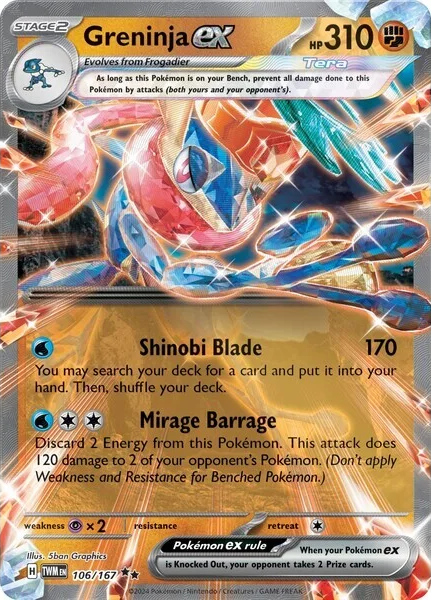 STAGE2 Greninja ex HP 310
Evolves from Frogadier Tera
As long as this Pokémon is on your Bench, prevent all damage done to this
Pokémon by attacks (both yours and your opponent's).
Shinobi Blade 170
You may search your deck for a card and put it into your
hand. Then, shuffle your deck.
Mirage Barrage
Discard 2 Energy from this Pokémon. This attack does
120 damage to 2 of your opponent's Pokémon. (Don't apply
Weakness and Resistance for Benched Pokémon.)
weakness ×2 resistance retreat
Illus. 5ban Graphics
Pokémon ex rule
When your Pokémon ex
is Knocked Out, your opponent takes 2 Prize cards.
H TWM EN 106/167
©2024 Pokémon / Nintendo / Creatures / GAME FREAK